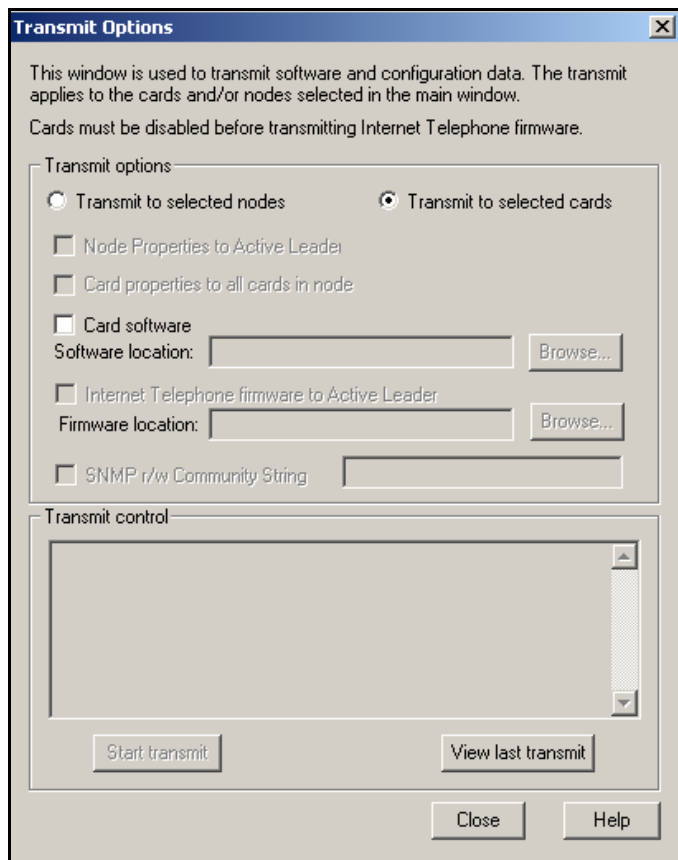 Transmit Options
This window is used to transmit software and configuration data. The transmit
applies to the cards and/or nodes selected in the main window.
Cards must be disabled before transmitting Internet Telephone firmware.
Transmit options
Transmit to selected nodes
Transmit to selected cards
Node Properties to Active Leader
Card properties to all cards in node
Card software
Software location:
Browse...
Internet Telephone firmware to Active Leader
Firmware location:
Browse...
SNMP r/w Community String
Transmit control
Start transmit
View last transmit
Close
Help